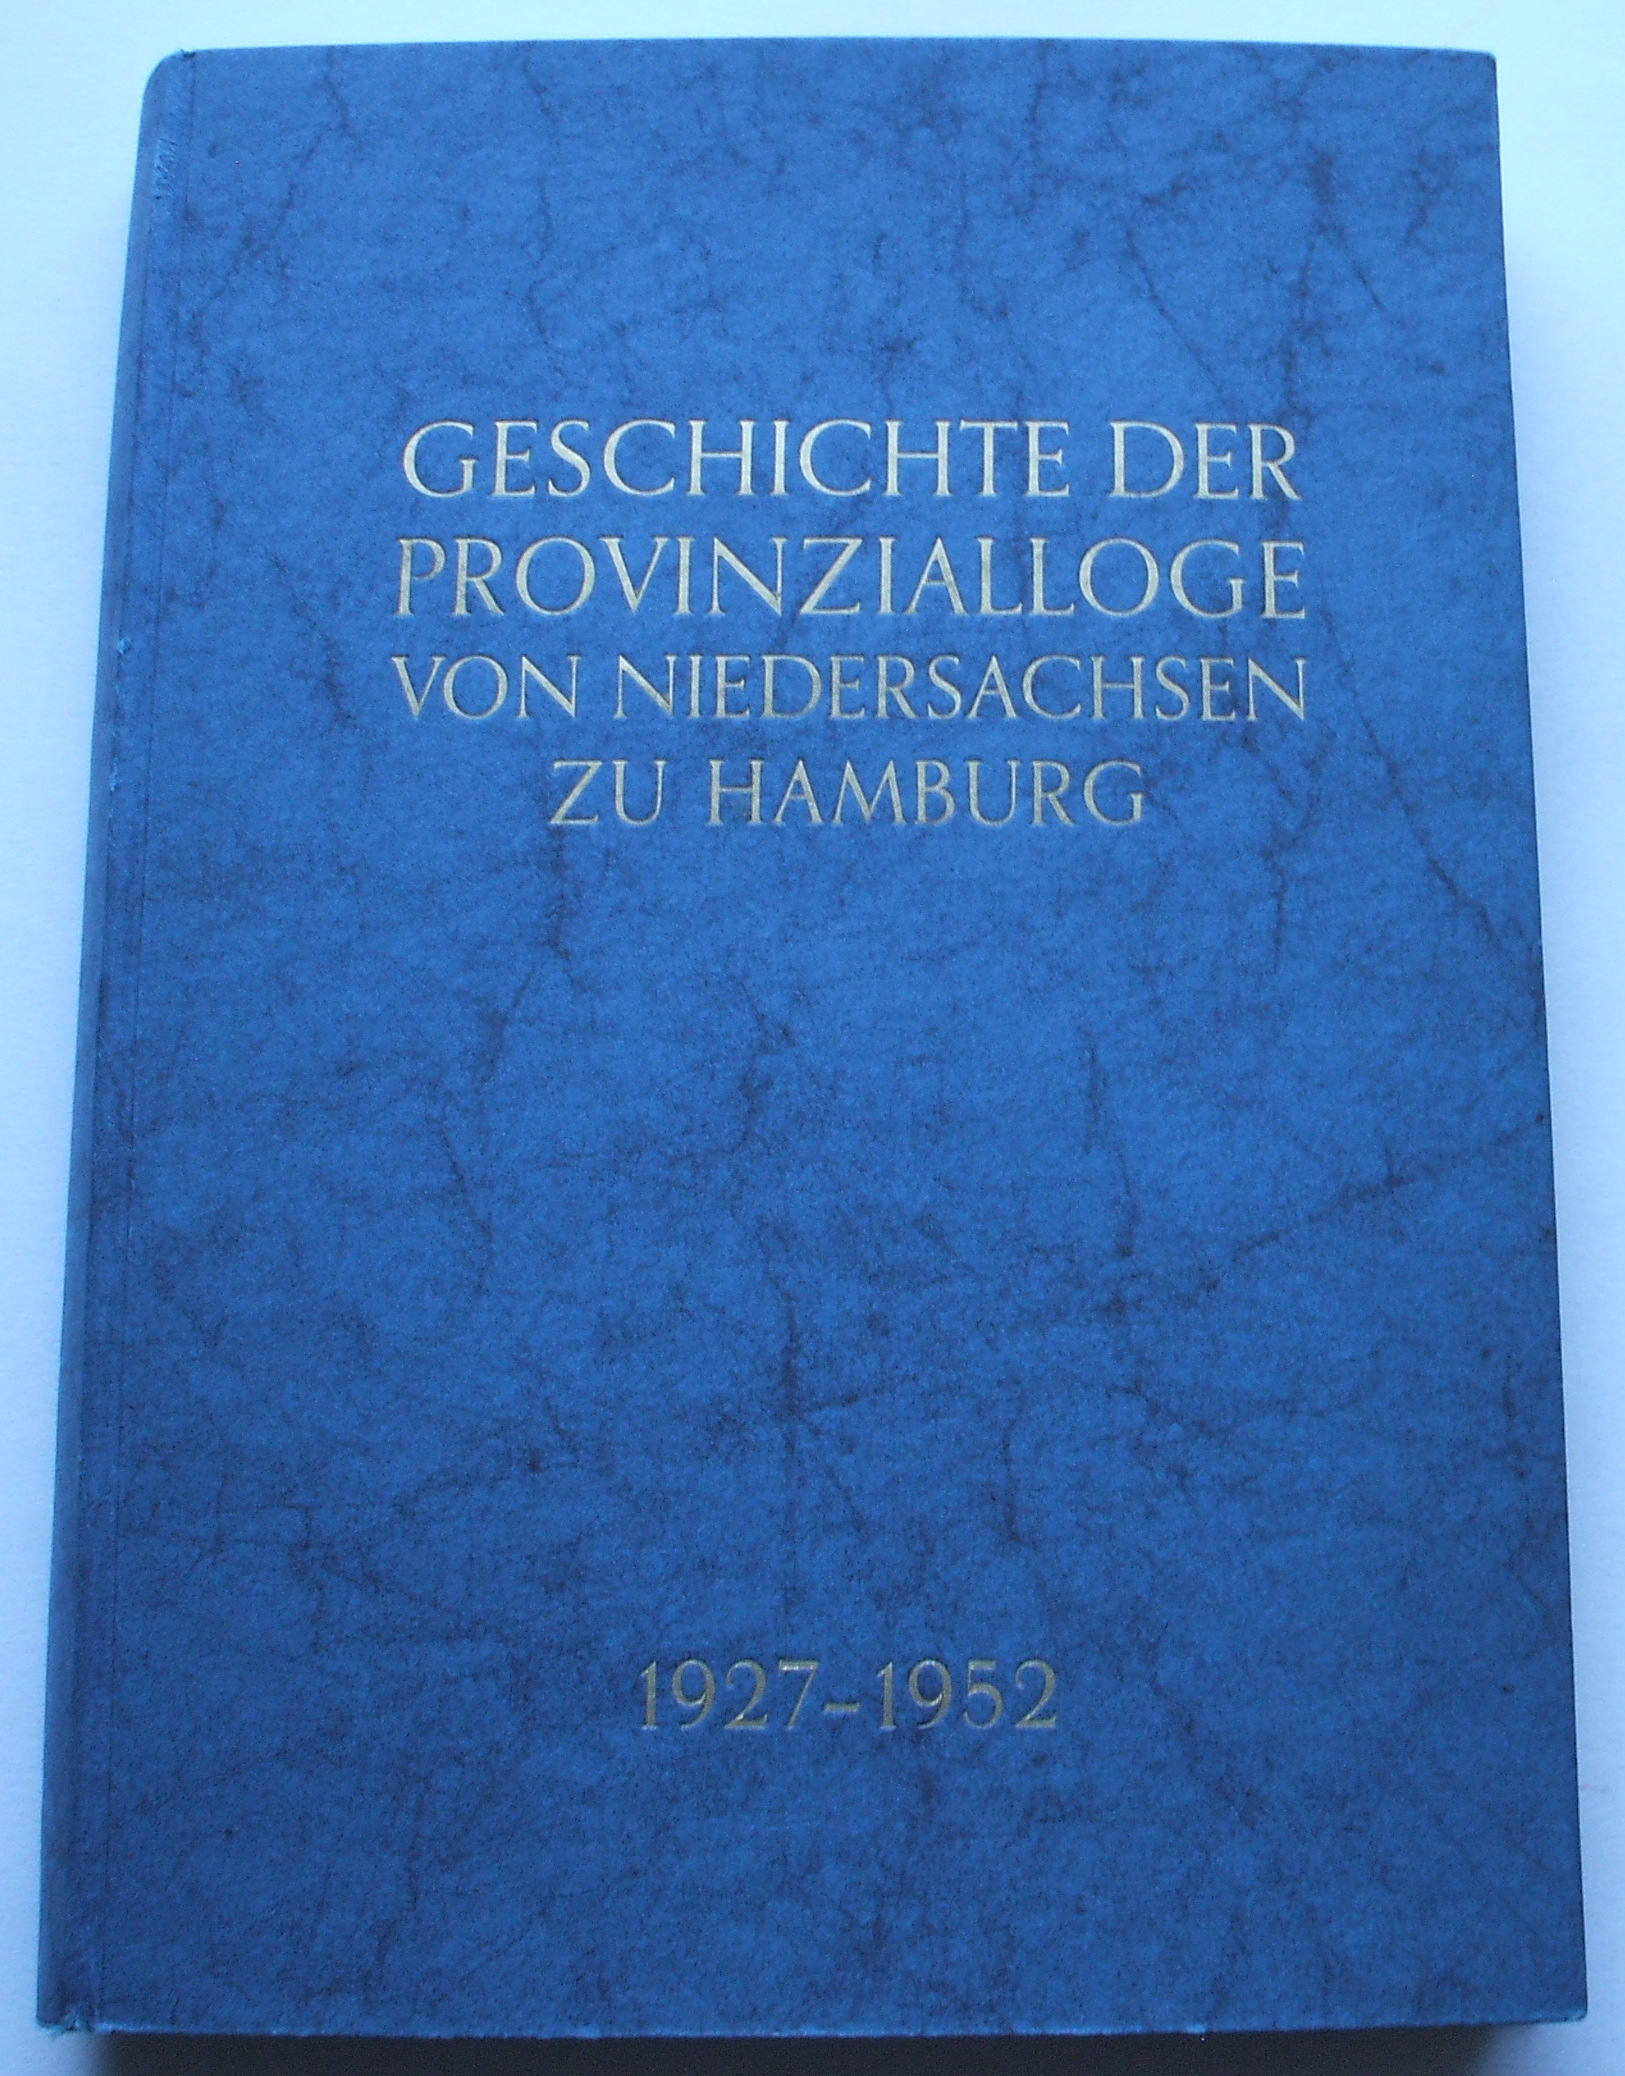 GESCHICHTE DER
PROVINZIALLOGE
VON NIEDERSACHSEN
ZU HAMBURG
1927-1952